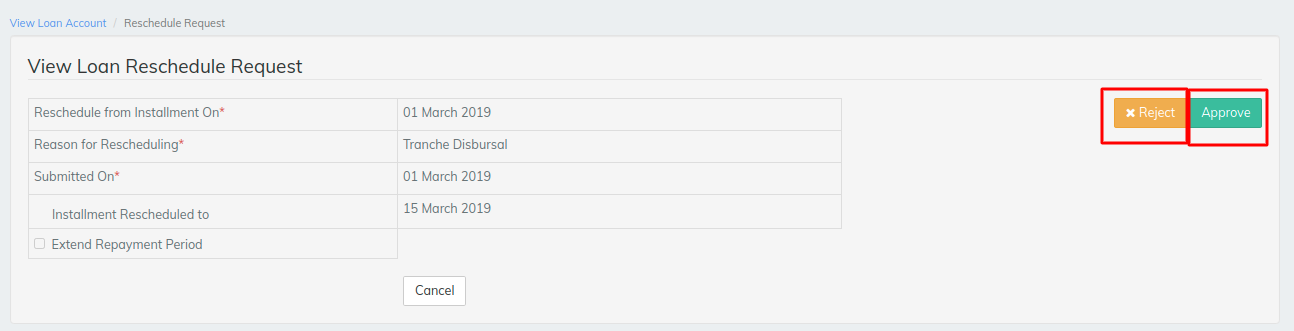 View Loan Account / Reschedule Request
View Loan Reschedule Request
Reschedule from Installment On* 01 March 2019
✖ Reject Approve
Reason for Rescheduling* Tranche Disbursal
Submitted On* 01 March 2019
Installment Rescheduled to 15 March 2019
Extend Repayment Period
Cancel